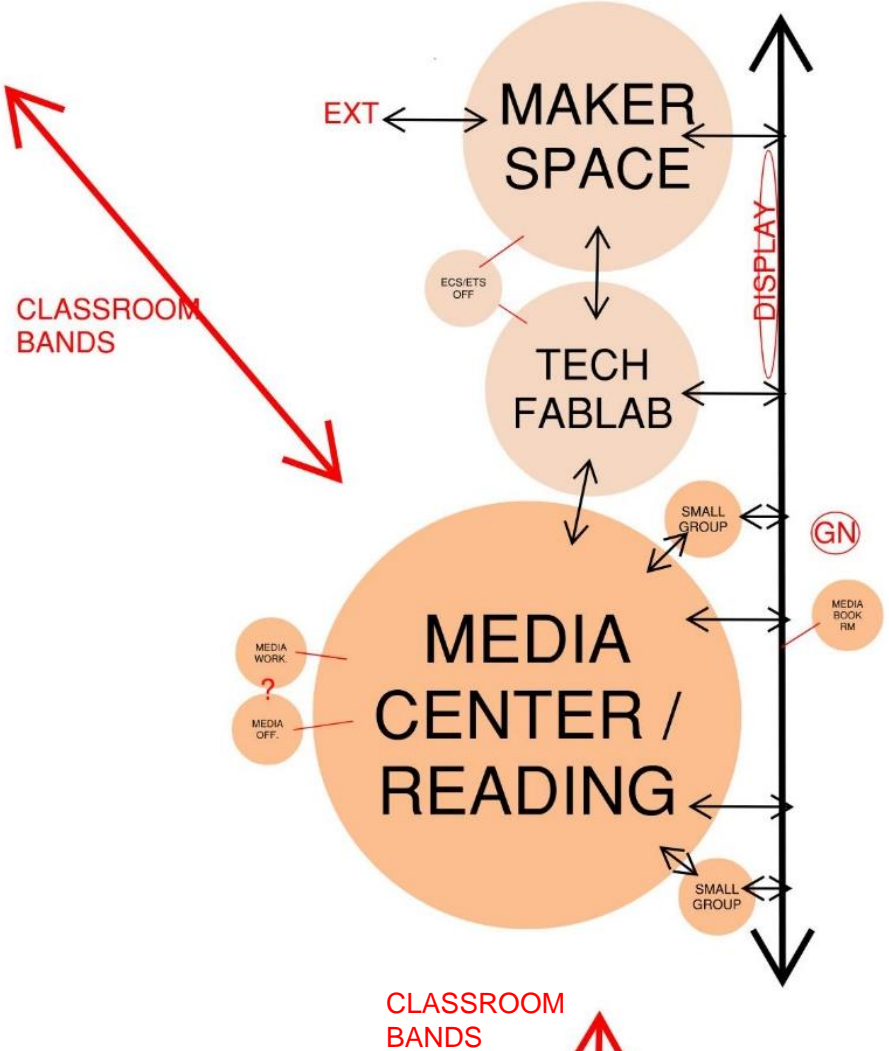 EXT
MAKER
SPACE
DISPLAY
ECS/ETS
OFF
CLASSROOM
BANDS
TECH
FABLAB
SMALL
GROUP
GN
MEDIA
BOOK
RM
MEDIA
WORK.
?
MEDIA
OFF.
MEDIA
CENTER /
READING
SMALL
GROUP
CLASSROOM
BANDS